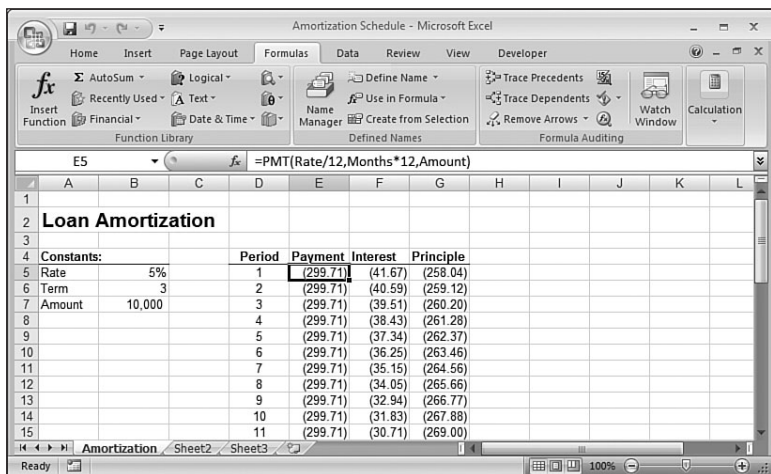 Amortization Schedule - Microsoft Excel
Home Insert Page Layout Formulas Data Review View Developer
fx Insert Function
Σ AutoSum
Recently Used
Financial
Logical
A Text
Date & Time
θ
Function Library
Name Manager
Define Name
fx Use in Formula
Create from Selection
Defined Names
Trace Precedents
Trace Dependents
Remove Arrows
Watch Window
Formula Auditing
Calculation
E5 fx =PMT(Rate/12,Months*12,Amount)
A B C D E F G H I J K L
1
2 Loan Amortization
3
4 Constants: Period Payment Interest Principle
5 Rate 5% 1 (299.71) (41.67) (258.04)
6 Term 3 2 (299.71) (40.59) (259.12)
7 Amount 10,000 3 (299.71) (39.51) (260.20)
8 4 (299.71) (38.43) (261.28)
9 5 (299.71) (37.34) (262.37)
10 6 (299.71) (36.25) (263.46)
11 7 (299.71) (35.15) (264.56)
12 8 (299.71) (34.05) (265.66)
13 9 (299.71) (32.94) (266.77)
14 10 (299.71) (31.83) (267.88)
15 11 (299.71) (30.71) (269.00)
Amortization Sheet2 Sheet3
Ready 100%